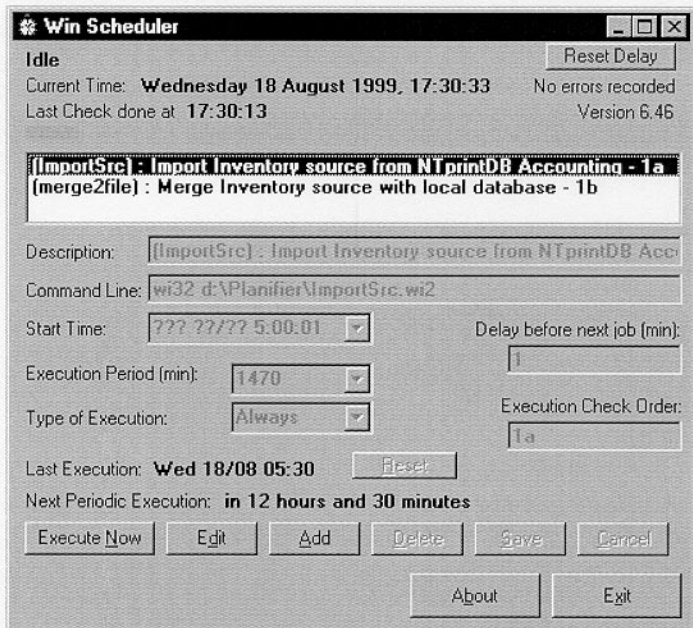 Win Scheduler
Idle
Reset Delay
Current Time: Wednesday 18 August 1999, 17:30:33
No errors recorded
Last Check done at 17:30:13
Version 6.46
(ImportSrc) : Import Inventory source from NTprintDB Accounting - 1a
(merge2file) : Merge Inventory source with local database - 1b
Description: (ImportSrc) : Import Inventory source from NTprintDB Acc
Command Line: wi32 d:\Planifier\ImportSrc.wi2
Start Time: ??? ??/?? 5:00:01
Delay before next job (min):
1
Execution Period (min): 1470
Type of Execution: Always
Execution Check Order:
1a
Last Execution: Wed 18/08 05:30
Reset
Next Periodic Execution: in 12 hours and 30 minutes
Execute Now Edit Add Delete Save Cancel
About Exit